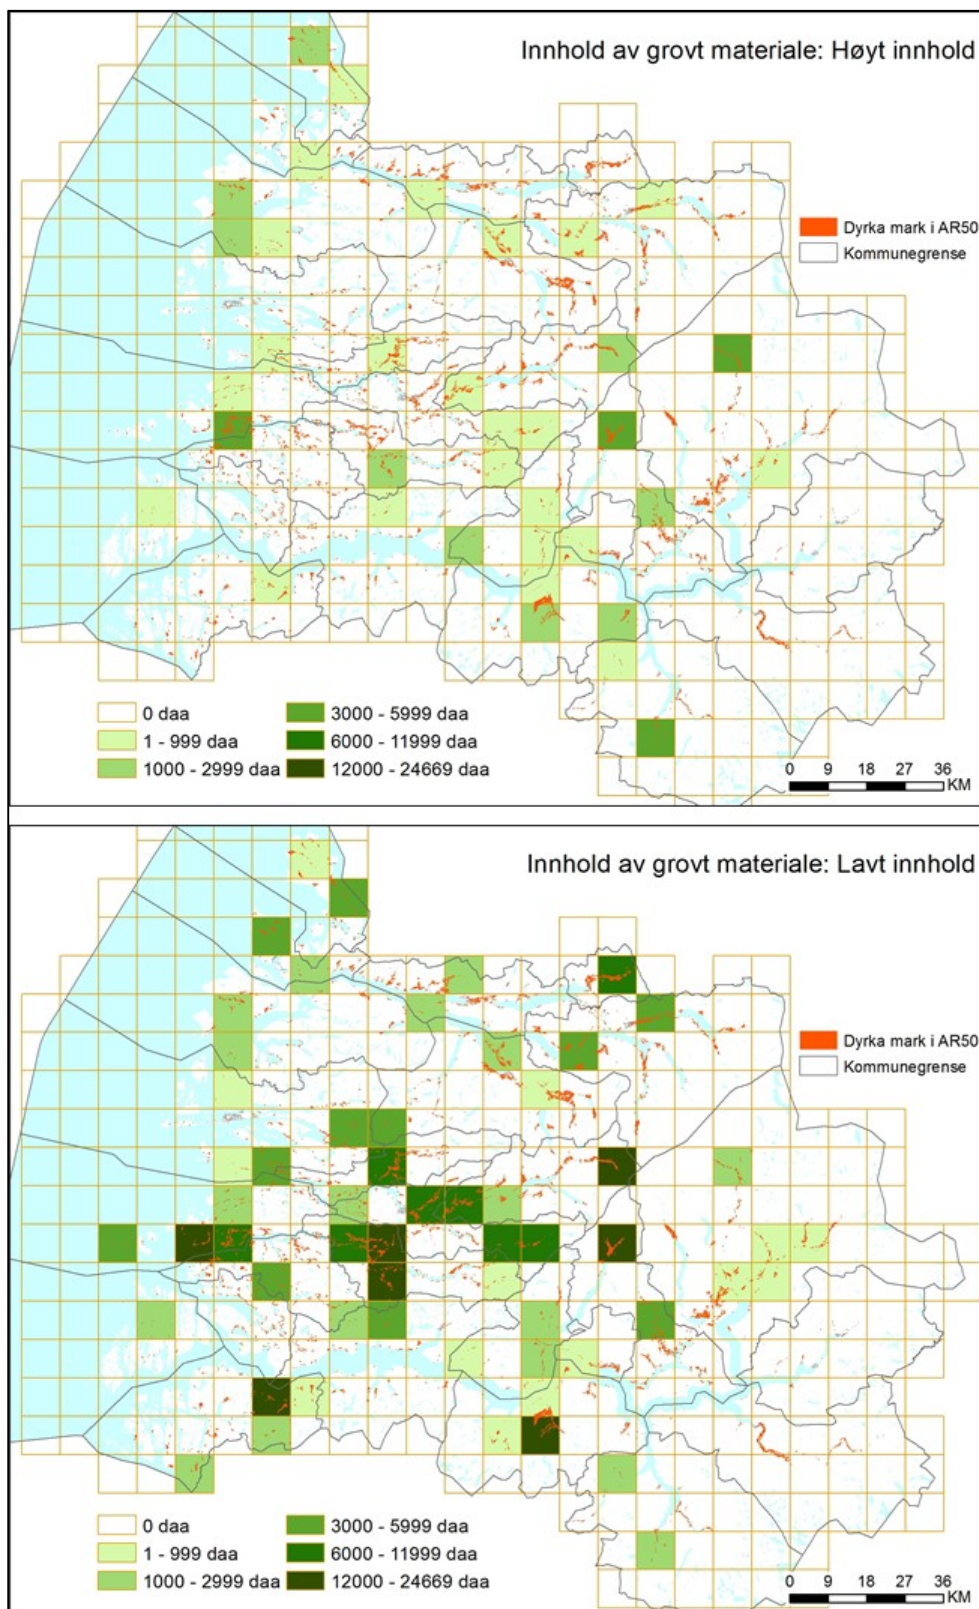 Innhold av grovt materiale: Høyt innhold
Dyrka mark i AR50
Kommunegrense
0 daa
1 - 999 daa
1000 - 2999 daa
3000 - 5999 daa
6000 - 11999 daa
12000 - 24669 daa
0 9 18 27 36
KM
Innhold av grovt materiale: Lavt innhold
Dyrka mark i AR50
Kommunegrense
0 daa
1 - 999 daa
1000 - 2999 daa
3000 - 5999 daa
6000 - 11999 daa
12000 - 24669 daa
0 9 18 27 36
KM